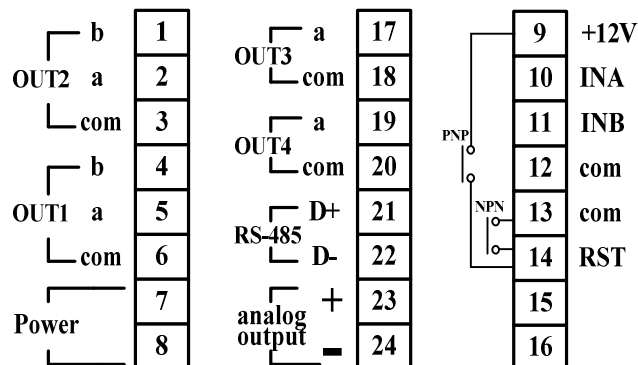 b 1
OUT2 a 2
com 3
b 4
OUT1 a 5
com 6
7
Power
8
a 17
OUT3
com 18
a 19
OUT4
com 20
D+ 21
RS-485
D- 22
+ 23
analog
output
- 24
9 +12V
10 INA
11 INB
PNP
12 com
13 com
NPN
14 RST
15
16